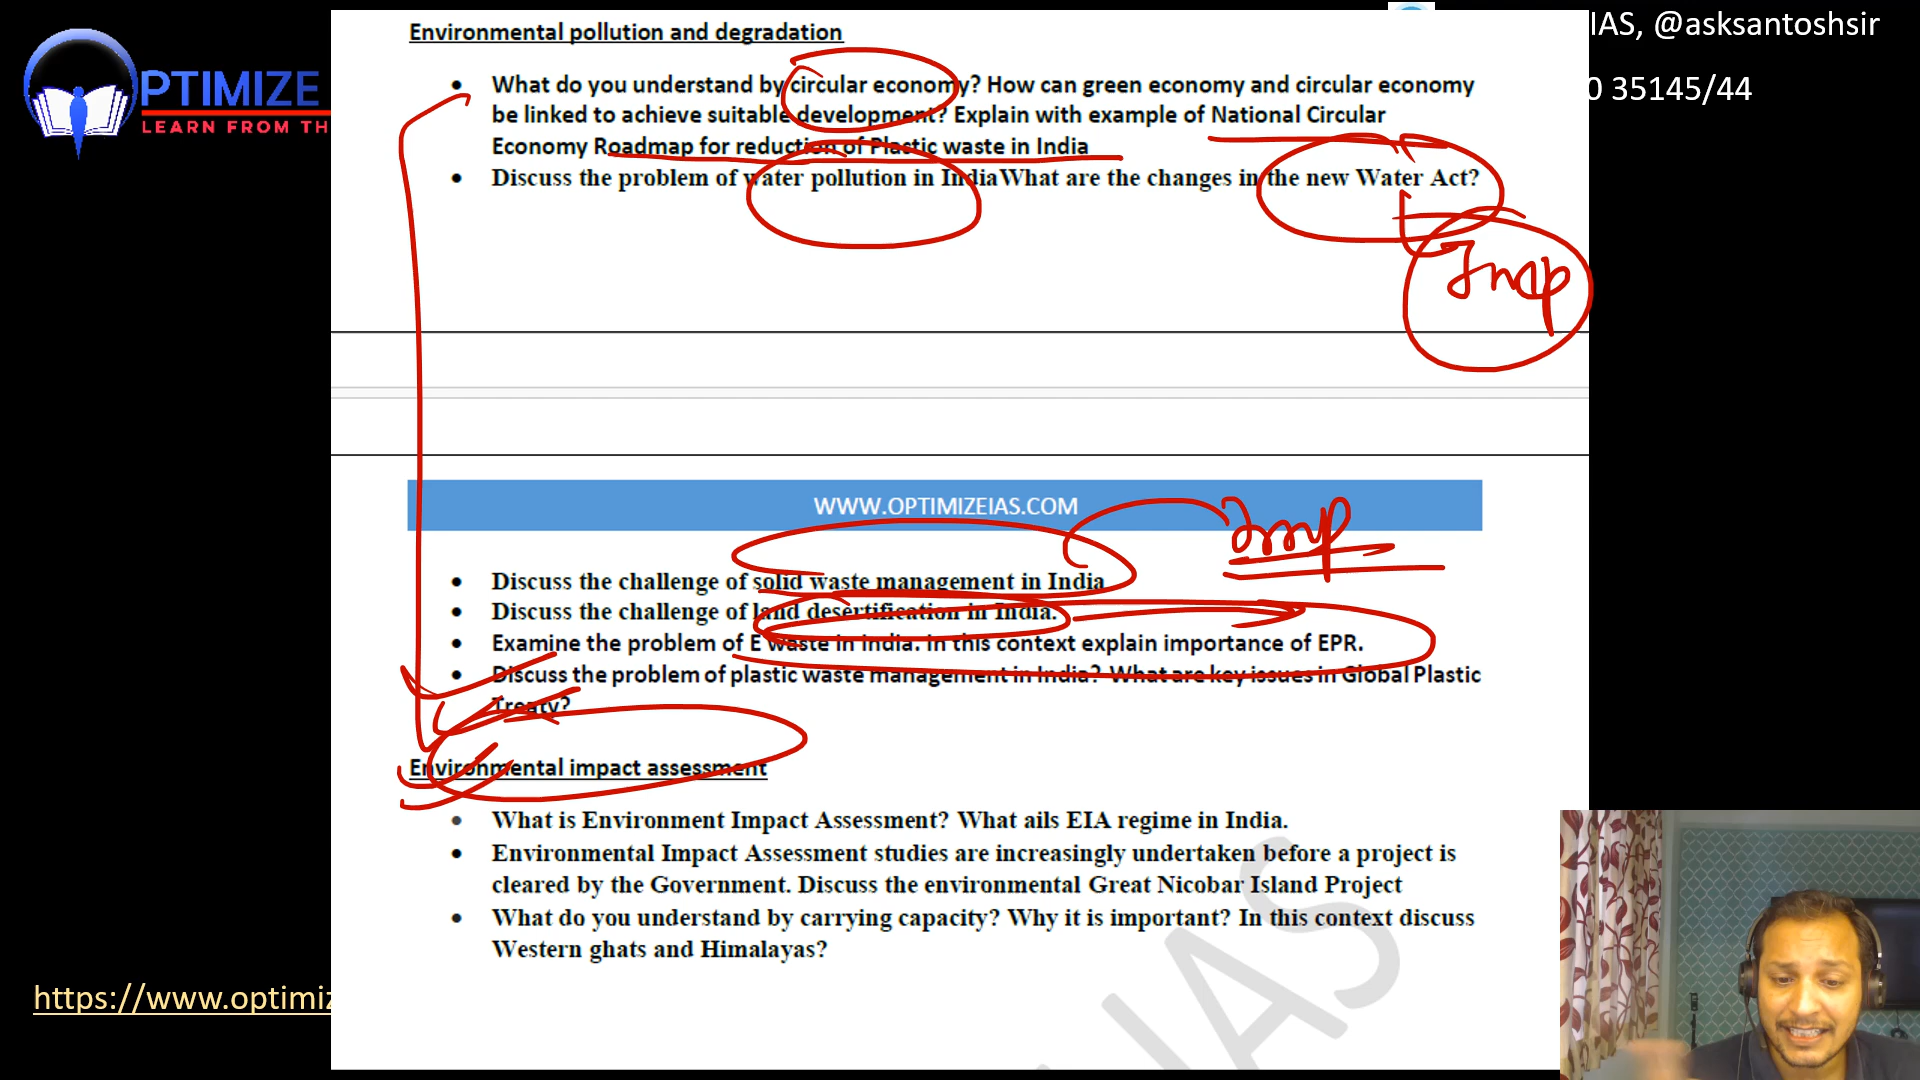 IAS, @asksantoshsir
0 35145/44
PTIMIZE
LEARN FROM TH
Environmental pollution and degradation
• What do you understand by circular economy? How can green economy and circular economy
be linked to achieve suitable development? Explain with example of National Circular
Economy Roadmap for reduction of Plastic waste in India
• Discuss the problem of water pollution in IndiaWhat are the changes in the new Water Act?
Imp
WWW.OPTIMIZEIAS.COM
Imp
• Discuss the challenge of solid waste management in India
• Discuss the challenge of land desertification in India.
• Examine the problem of E waste in India. In this context explain importance of EPR.
• Discuss the problem of plastic waste management in India? What are key issues in Global Plastic
Treaty?
Environmental impact assessment
• What is Environment Impact Assessment? What ails EIA regime in India.
• Environmental Impact Assessment studies are increasingly undertaken before a project is
cleared by the Government. Discuss the environmental Great Nicobar Island Project
• What do you understand by carrying capacity? Why it is important? In this context discuss
Western ghats and Himalayas?
https://www.optimiz
IAS